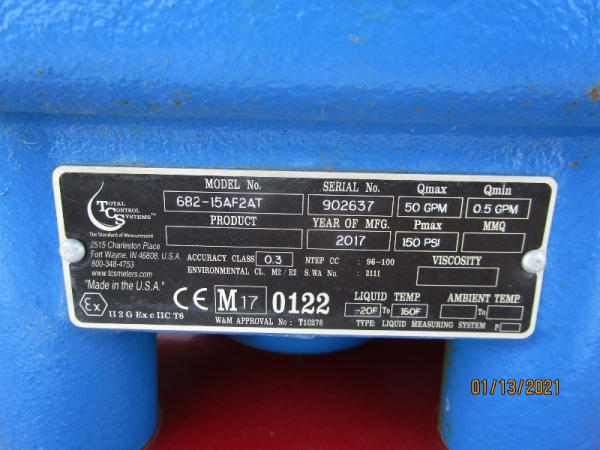 TCS TOTAL CONTROL SYSTEMS™
The Standard of Measurement
2515 Charleston Place
Fort Wayne, IN 46808. U.S.A.
800-348-4753
www.tcsmeters.com
"Made in the U.S.A."
MODEL No. SERIAL No. Qmax Qmin
682-15AF2AT 902637 50 GPM 0.5 GPM
PRODUCT YEAR OF MFG. Pmax MMQ
2017 150 PSI
ACCURACY CLASS 0.3 NTEP CC : 96-100 VISCOSITY
ENVIRONMENTAL CL. M2/E2 S.WA No. : 2111
CE M17 0122 LIQUID TEMP. AMBIENT TEMP.
-20F To 160F To
Ex II 2 G Ex c IIC T6 W&M APPROVAL No : T10276 TYPE: LIQUID MEASURING SYSTEM P
01/13/2021